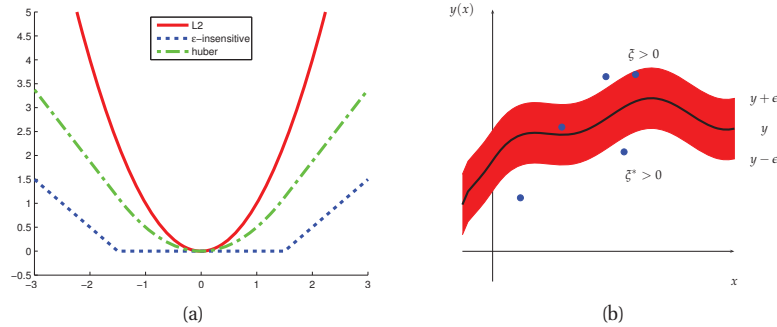 5
4.5
4
3.5
3
2.5
2
1.5
1
0.5
0
−0.5
−3
−2
−1
0
1
2
3
L2
ε−insensitive
huber
(a)
y(x)
ξ > 0
y + ϵ
y
y − ϵ
ξ* > 0
x
(b)